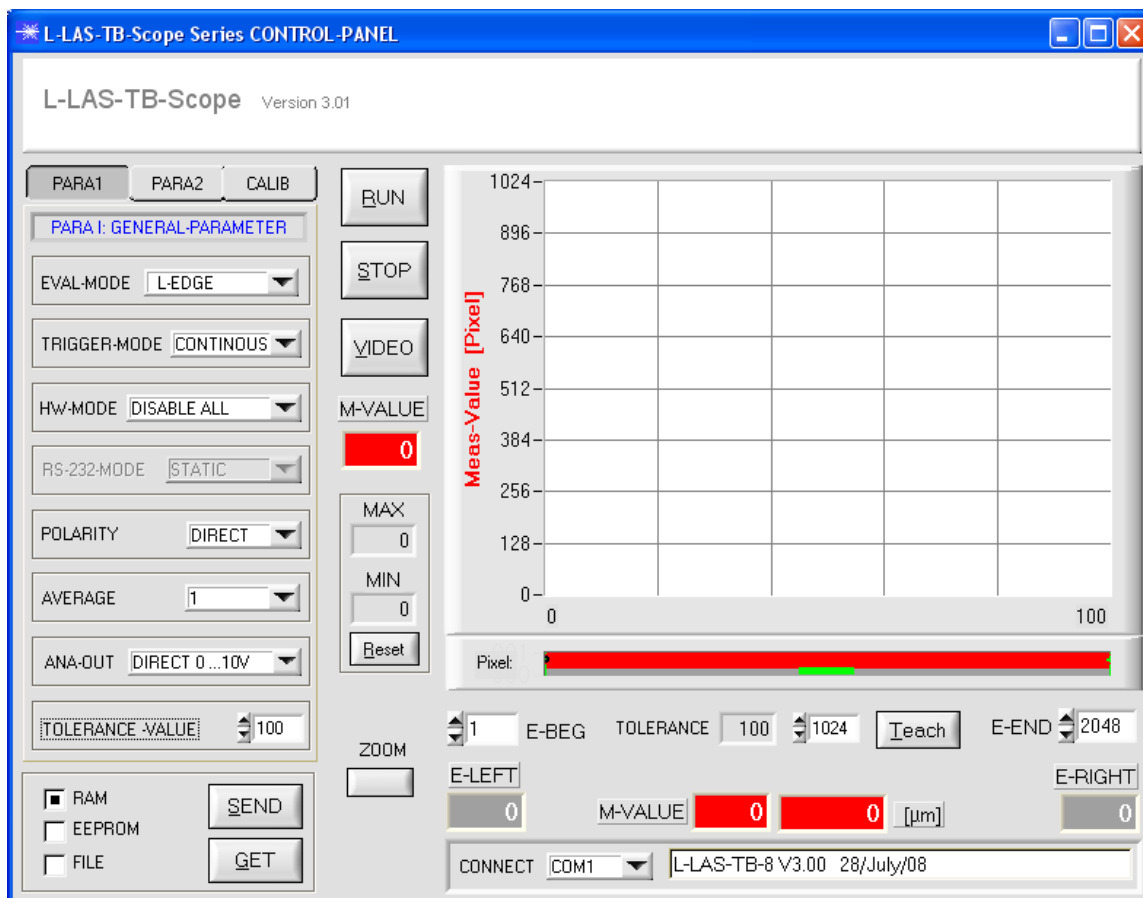 L-LAS-TB-Scope Series CONTROL-PANEL
L-LAS-TB-Scope Version 3.01
PARA1 PARA2 CALIB
PARA I: GENERAL-PARAMETER
EVAL-MODE L-EDGE
TRIGGER-MODE CONTINOUS
HW-MODE DISABLE ALL
RS-232-MODE STATIC
POLARITY DIRECT
AVERAGE 1
ANA-OUT DIRECT 0...10V
TOLERANCE -VALUE 100
RAM
EEPROM
FILE
SEND
GET
RUN
STOP
VIDEO
M-VALUE
0
MAX
0
MIN
0
Reset
ZOOM
Meas-Value [Pixel]
1024
896
768
640
512
384
256
128
0
0 100
Pixel:
1 E-BEG TOLERANCE 100 1024 Teach E-END 2048
E-LEFT E-RIGHT
0 M-VALUE 0 0 [µm] 0
CONNECT COM1 L-LAS-TB-8 V3.00 28/July/08